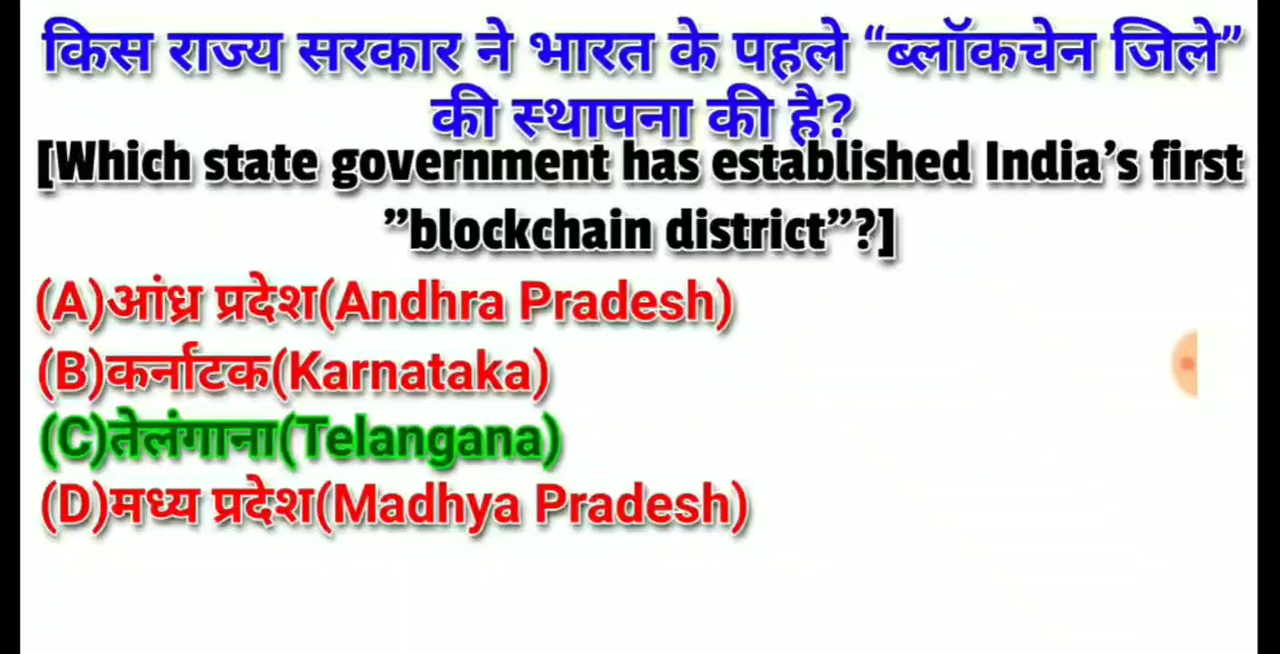 किस राज्य सरकार ने भारत के पहले “ब्लॉकचेन जिले”
की स्थापना की है?
[Which state government has established India’s first
”blockchain district”?]
(A)आंध्र प्रदेश(Andhra Pradesh)
(B)कर्नाटक(Karnataka)
(C)तेलंगाना(Telangana)
(D)मध्य प्रदेश(Madhya Pradesh)